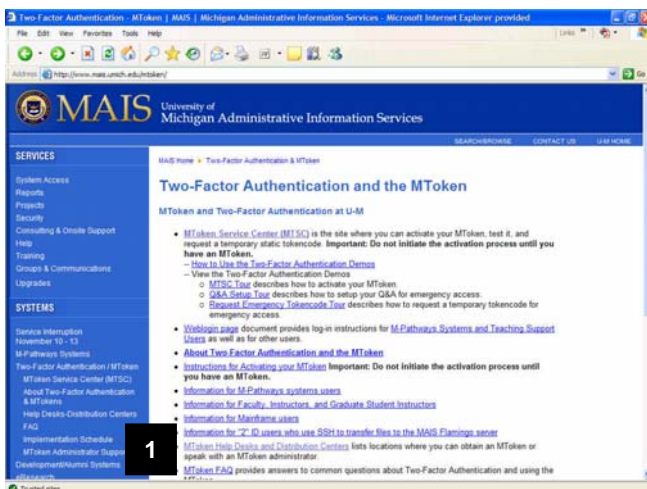 Two-Factor Authentication - MToken | MAIS | Michigan Administrative Information Services - Microsoft Internet Explorer provided
File Edit View Favorites Tools Help
Links
Address http://www.mais.umich.edu/mtoken/
Go
MAIS University of
Michigan Administrative Information Services
SEARCH/BROWSE CONTACT US U-M HOME
SERVICES
System Access
Reports
Projects
Security
Consulting & Onsite Support
Help
Training
Groups & Communications
Upgrades
SYSTEMS
Service Interruption
November 10 - 13
M-Pathways Systems
Two-Factor Authentication / MToken
MToken Service Center (MTSC)
About Two-Factor Authentication
& MTokens
Help Desks-Distribution Centers
FAQ
Implementation Schedule
MToken Administrator Support
Development/Alumni Systems
eResearch
1
MAIS Home Two-Factor Authentication & MToken
Two-Factor Authentication and the MToken
MToken and Two-Factor Authentication at U-M
MToken Service Center (MTSC) is the site where you can activate your MToken, test it, and
request a temporary static tokencode. Important: Do not initiate the activation process until you
have an MToken.
-- How to Use the Two-Factor Authentication Demos
-- View the Two-Factor Authentication Demos
MTSC Tour describes how to activate your MToken.
Q&A Setup Tour describes how to setup your Q&A for emergency access.
Request Emergency Tokencode Tour describes how to request a temporary tokencode for
emergency access.
Weblogin page document provides log-in instructions for M-Pathways Systems and Teaching Support
Users as well as for other users.
About Two Factor Authentication and the MToken
Instructions for Activating your MToken Important: Do not initiate the activation process until
you have an MToken.
Information for M-Pathways systems users
Information for Faculty, Instructors, and Graduate Student Instructors
Information for Mainframe users
Information for "2" ID users who use SSH to transfer files to the MAIS Flamings server
MToken Help Desks and Distribution Centers lists locations where you can obtain an MToken or
speak with an MToken administrator.
MToken FAQ provides answers to common questions about Two-Factor Authentication and using the
MToken.
Trusted sites